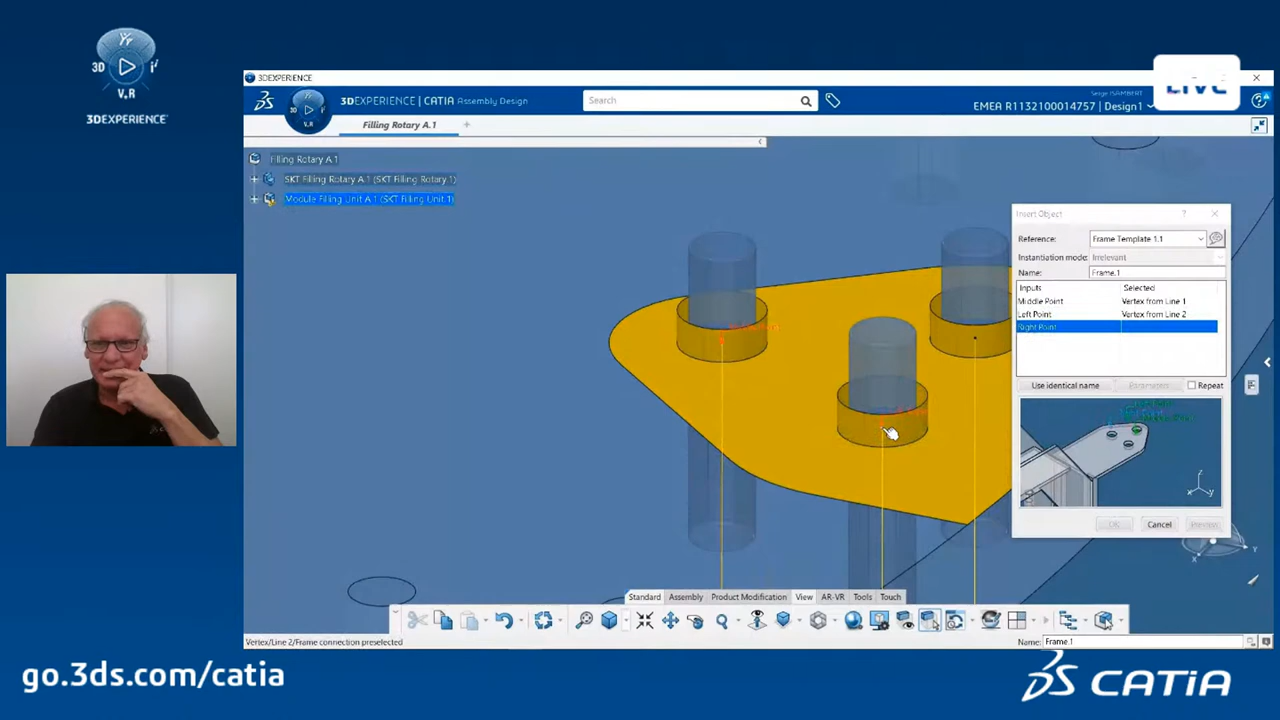 3D
V.R
3DEXPERIENCE
LIVE
3DEXPERIENCE
3DEXPERIENCE | CATIA Assembly Design
Search
Serge ISAMBERT
EMEA R1132100014757 | Design1
Filling Rotary A.1
Filling Rotary A.1
SKT Filling Rotary A.1 (SKT Filling Rotary.1)
Module Filling Unit A.1 (SKT Filling Unit.1)
Insert Object
Reference:
Frame Template 1.1
Instantiation mode:
Irrelevant
Name:
Frame.1
Inputs
Selected
Middle Point
Vertex from Line 1
Left Point
Vertex from Line 2
Right Point
Use identical name
Parameters
Repeat
OK
Cancel
Preview
Standard
Assembly
Product Modification
View
AR-VR
Tools
Touch
Vertex/Line 2/Frame connection preselected
Name:
Frame.1
go.3ds.com/catia
CATIA